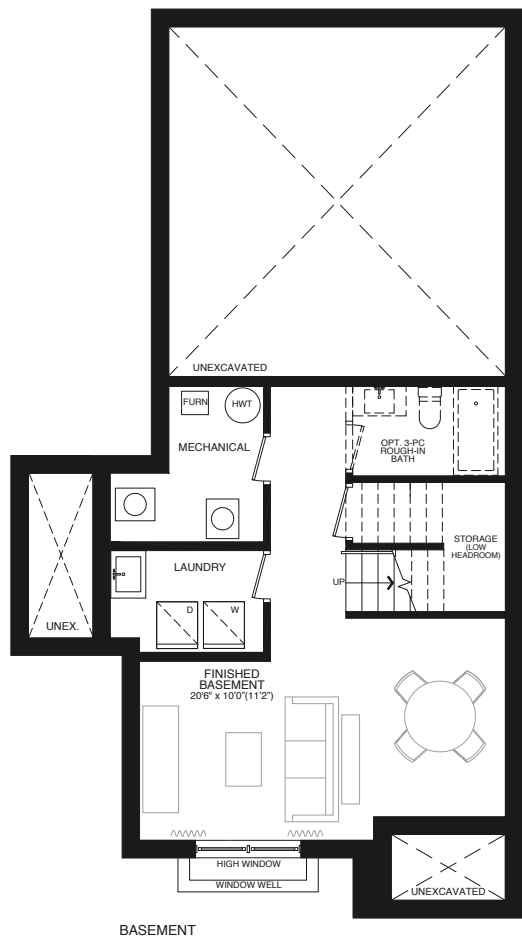 UNEXCAVATED
FURN
HWT
MECHANICAL
OPT. 3-PC
ROUGH-IN
BATH
STORAGE
(LOW
HEADROOM)
LAUNDRY
UP
D
W
UNEX.
FINISHED
BASEMENT
20'6" x 10'0"(11'2")
HIGH WINDOW
WINDOW WELL
UNEXCAVATED
BASEMENT